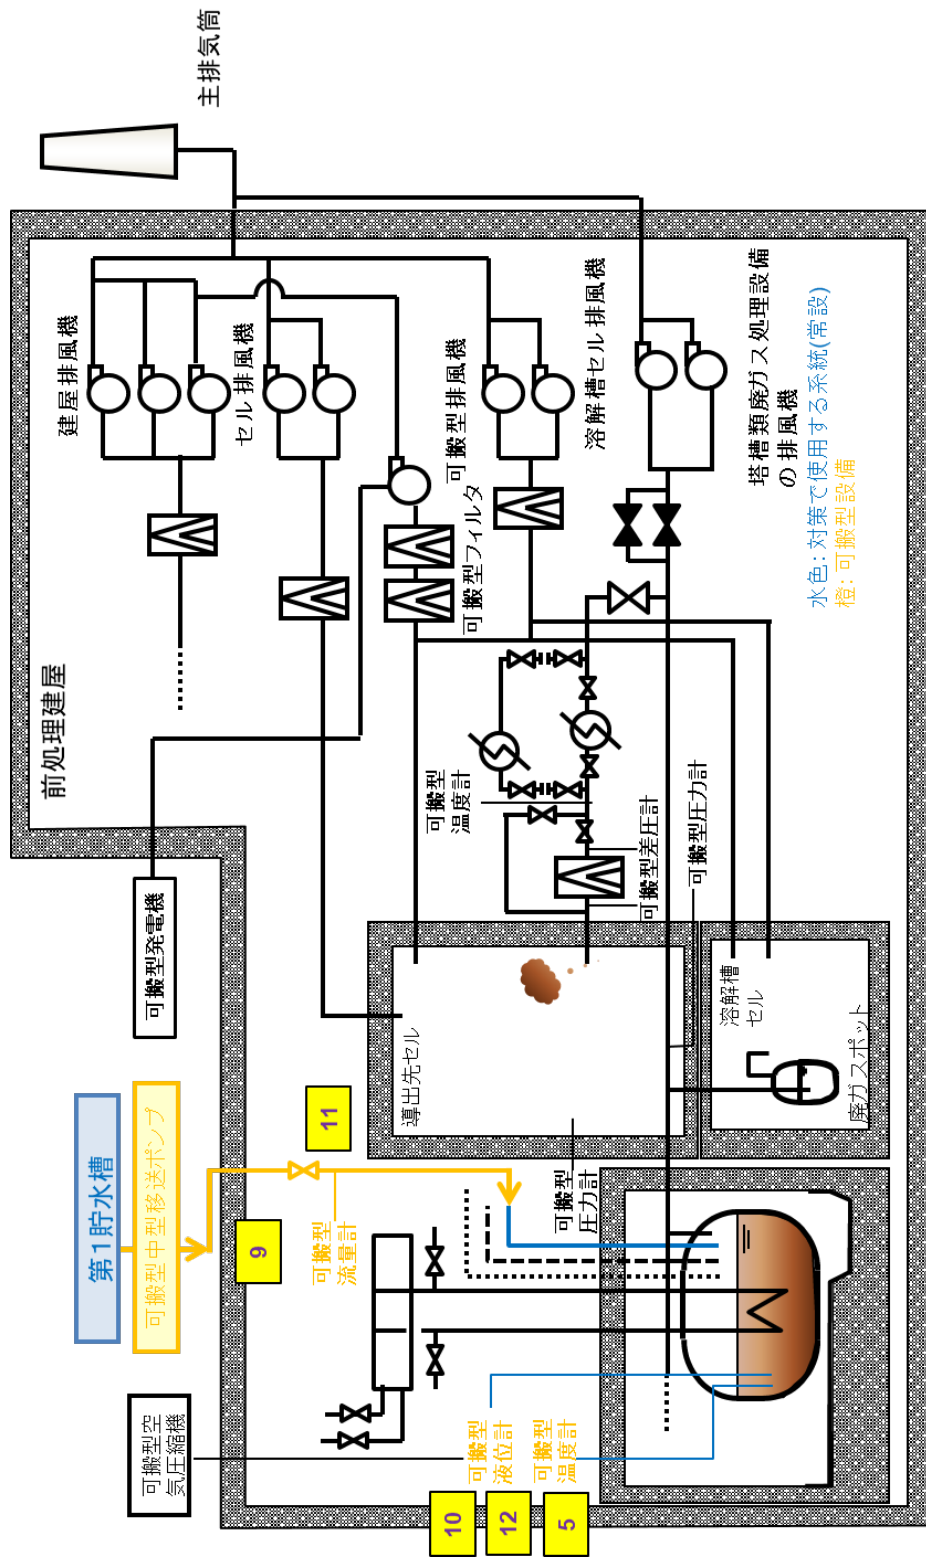 主排気筒
前処理建屋
建屋排風機
セル排風機
可搬型排風機
可搬型フィルタ
溶解槽セル排風機
塔槽類廃ガス処理設備
の排風機
水色：対策で使用する系統(常設)
橙：可搬型設備
可搬型発電機
可搬型
温度計
可搬型差圧計
可搬型圧力計
導出先セル
溶解槽
セル
廃ガスポット
第1貯水槽
可搬型中型移送ポンプ
9
11
可搬型
流量計
可搬型
圧力計
可搬型空
気圧縮機
可搬型
液位計
可搬型
温度計
10
12
5